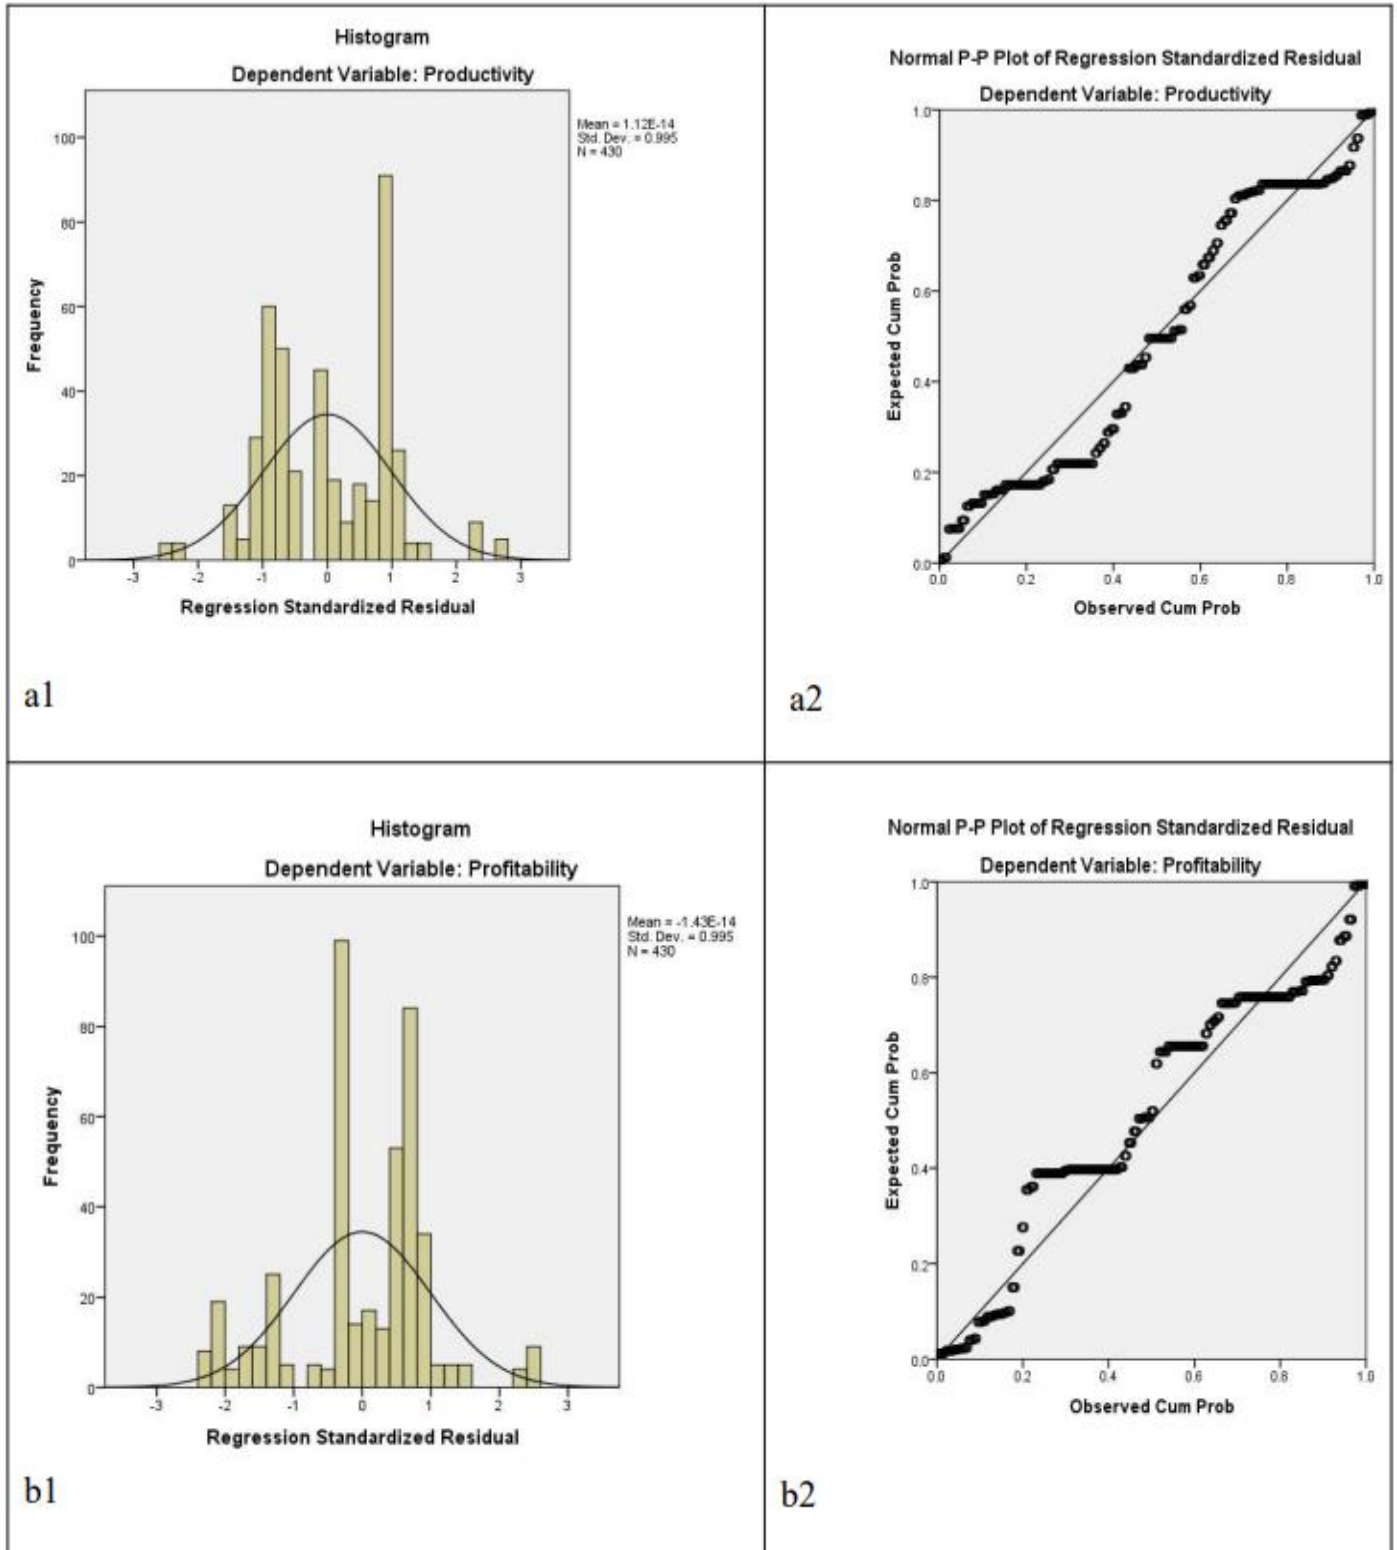 Histogram
Dependent Variable: Productivity
Mean = 1.12E-14
Std. Dev. = 0.995
N = 430
100
80
60
40
20
0
Frequency
-3 -2 -1 0 1 2 3
Regression Standardized Residual
a1
Normal P-P Plot of Regression Standardized Residual
Dependent Variable: Productivity
1.0
0.8
0.6
0.4
0.2
0.0
Expected Cum Prob
0.0 0.2 0.4 0.6 0.8 1.0
Observed Cum Prob
a2
Histogram
Dependent Variable: Profitability
Mean = -1.43E-14
Std. Dev. = 0.995
N = 430
100
80
60
40
20
0
Frequency
-3 -2 -1 0 1 2 3
Regression Standardized Residual
b1
Normal P-P Plot of Regression Standardized Residual
Dependent Variable: Profitability
1.0
0.8
0.6
0.4
0.2
0.0
Expected Cum Prob
0.0 0.2 0.4 0.6 0.8 1.0
Observed Cum Prob
b2